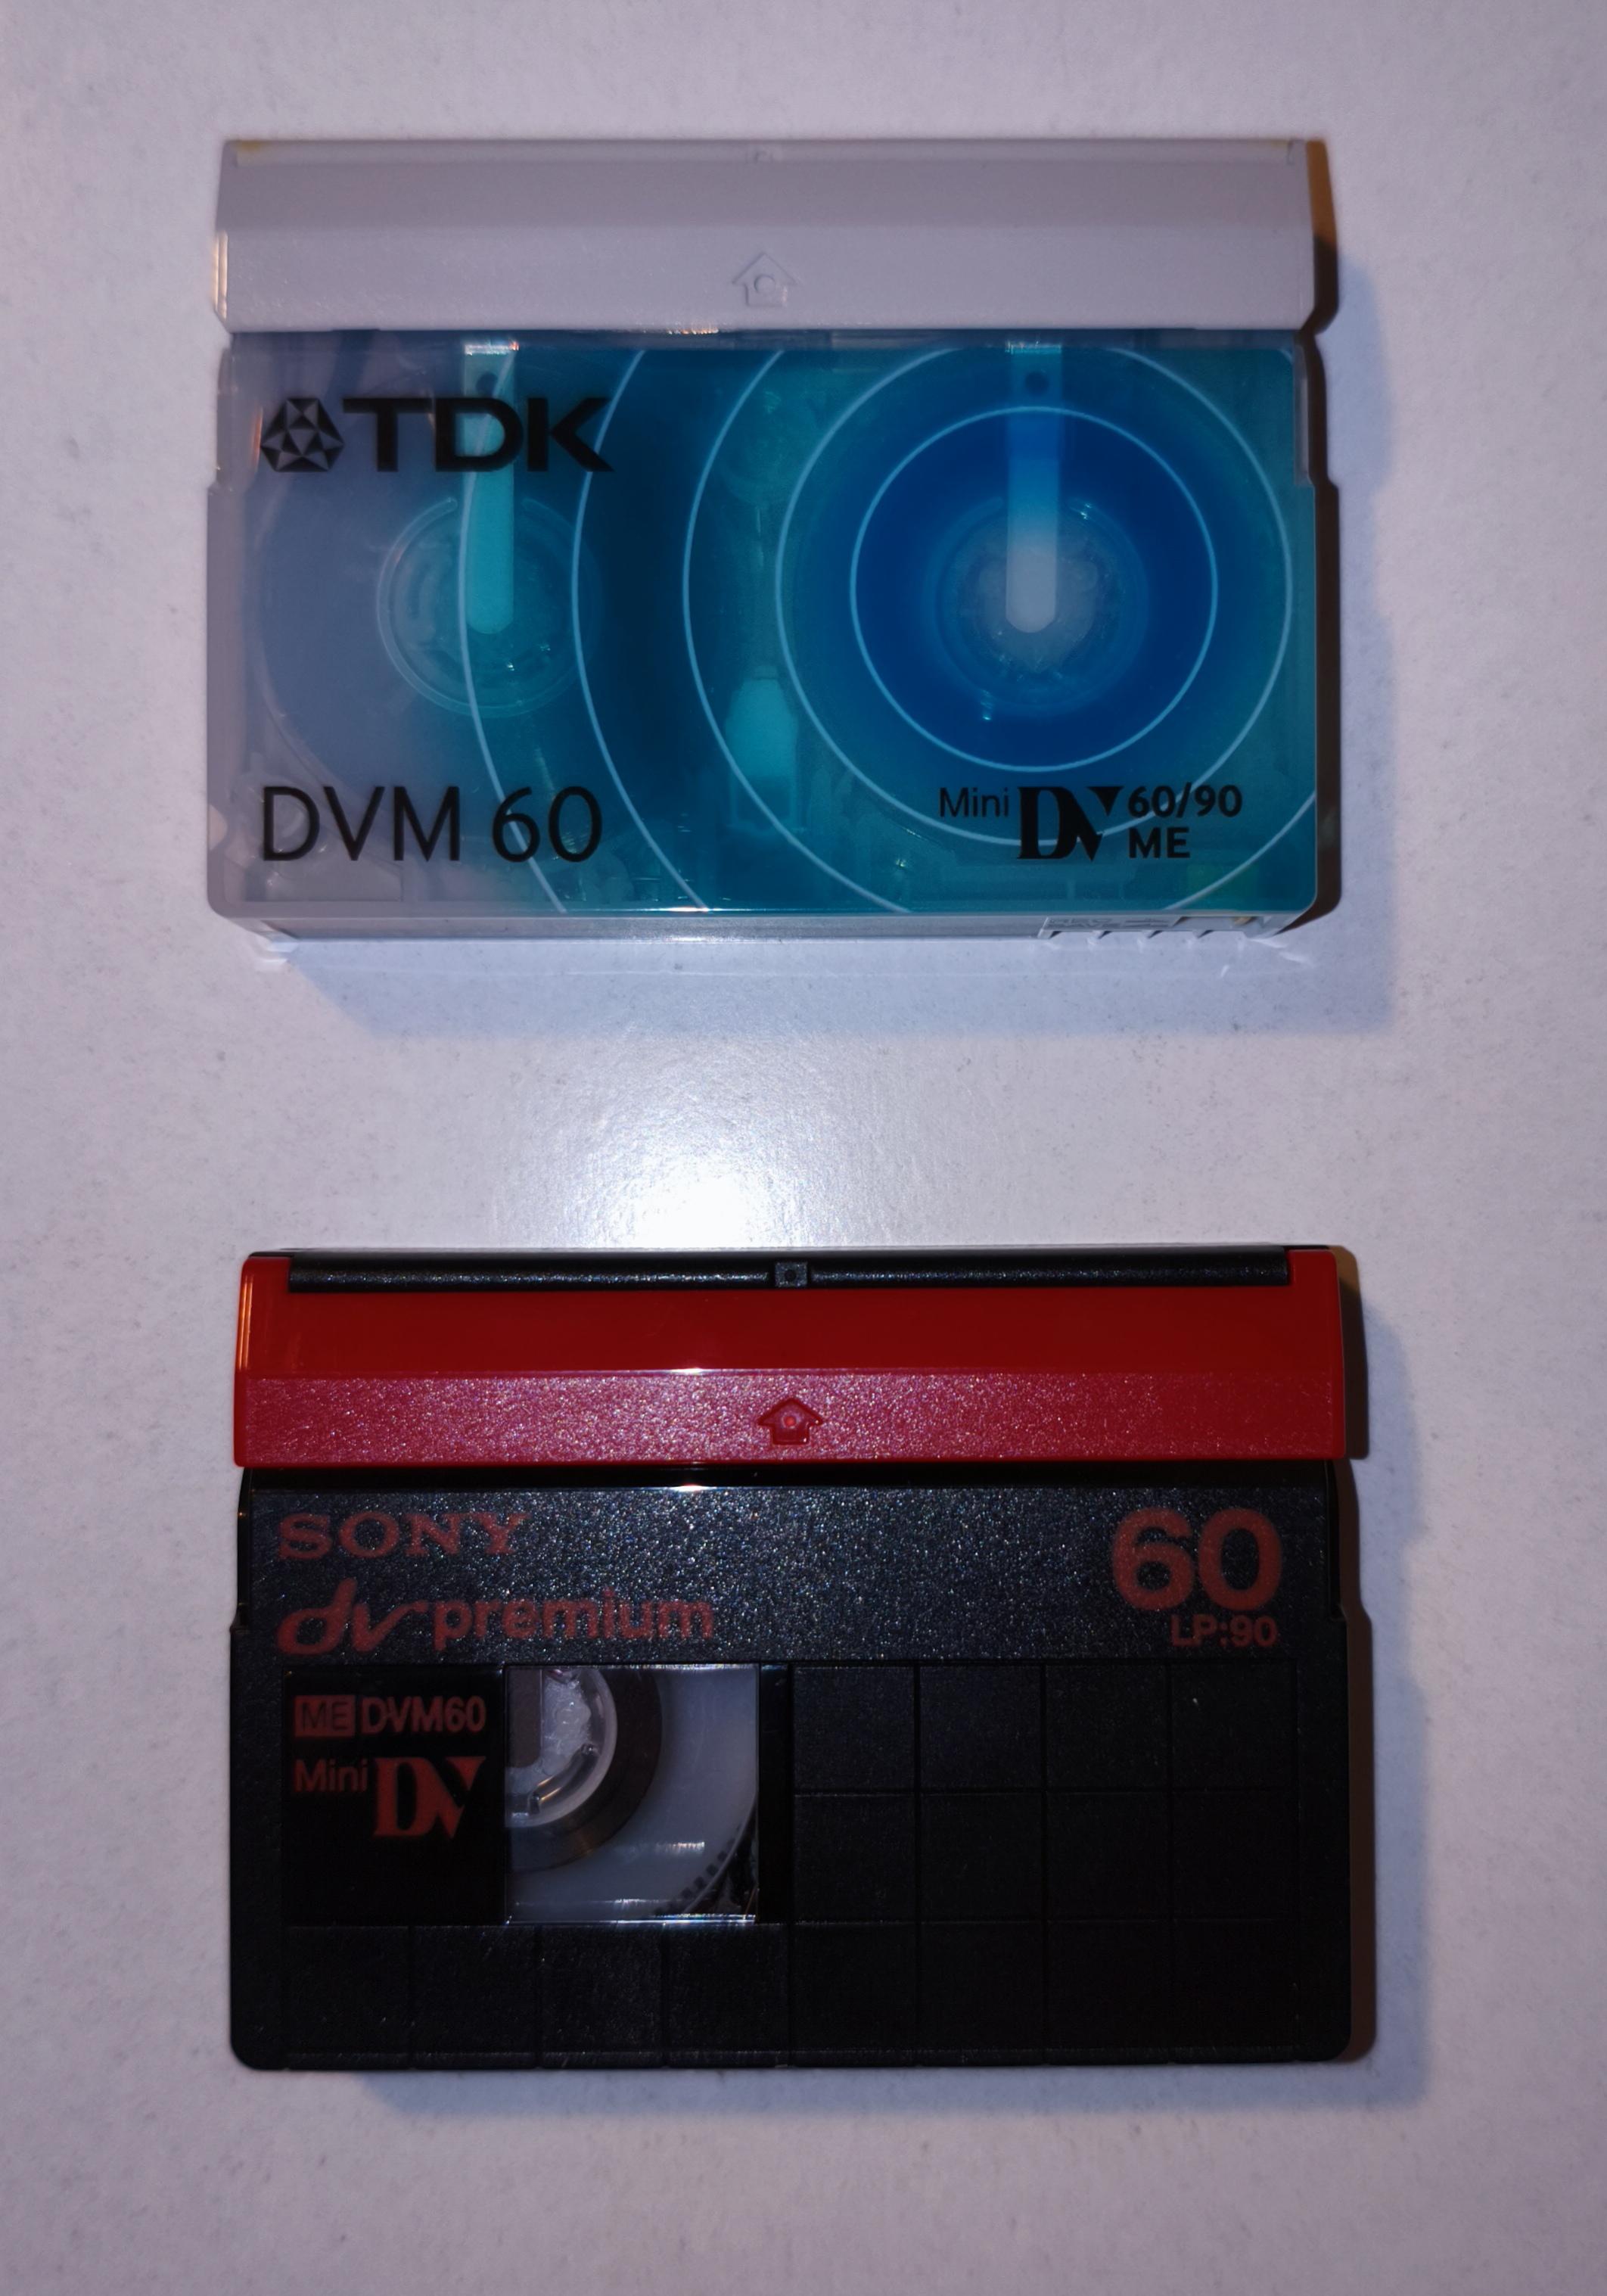 TDK
DVM 60
Mini DV 60/90
ME
SONY
60
dv premium
LP:90
ME DVM60
Mini DV